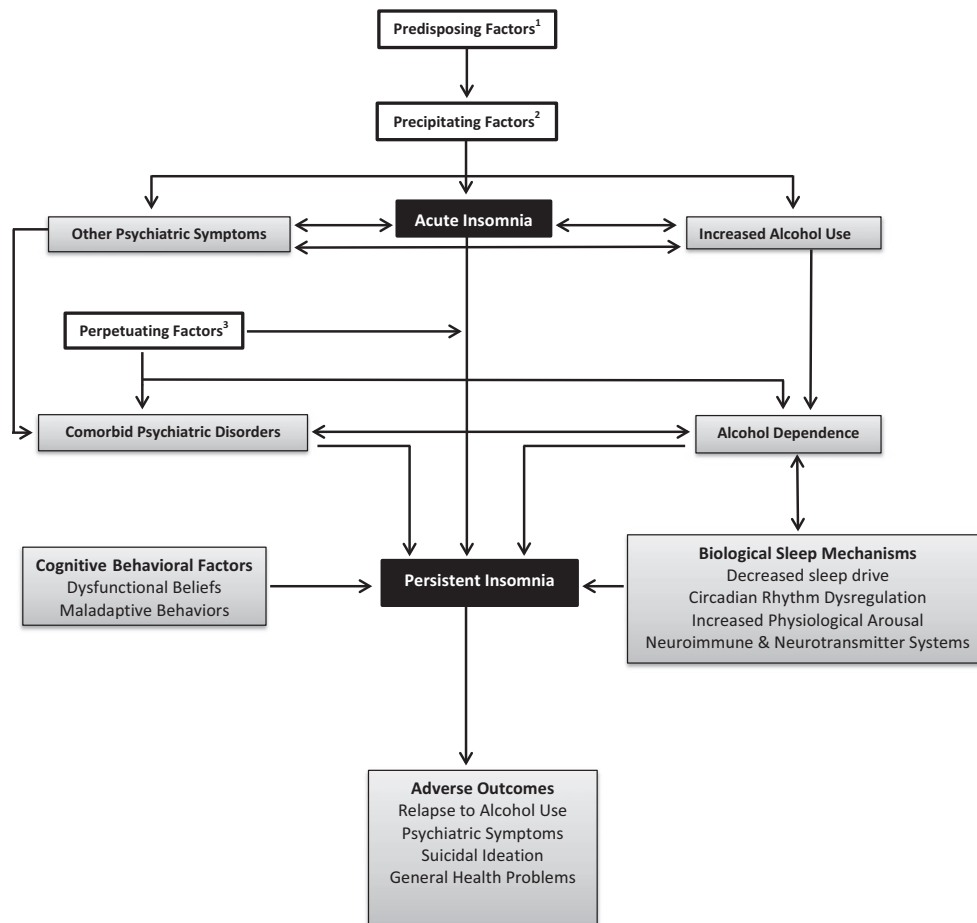 Predisposing Factors¹
Precipitating Factors²
Acute Insomnia
Other Psychiatric Symptoms
Increased Alcohol Use
Perpetuating Factors³
Comorbid Psychiatric Disorders
Alcohol Dependence
Cognitive Behavioral Factors
Dysfunctional Beliefs
Maladaptive Behaviors
Persistent Insomnia
Biological Sleep Mechanisms
Decreased sleep drive
Circadian Rhythm Dysregulation
Increased Physiological Arousal
Neuroimmune & Neurotransmitter Systems
Adverse Outcomes
Relapse to Alcohol Use
Psychiatric Symptoms
Suicidal Ideation
General Health Problems